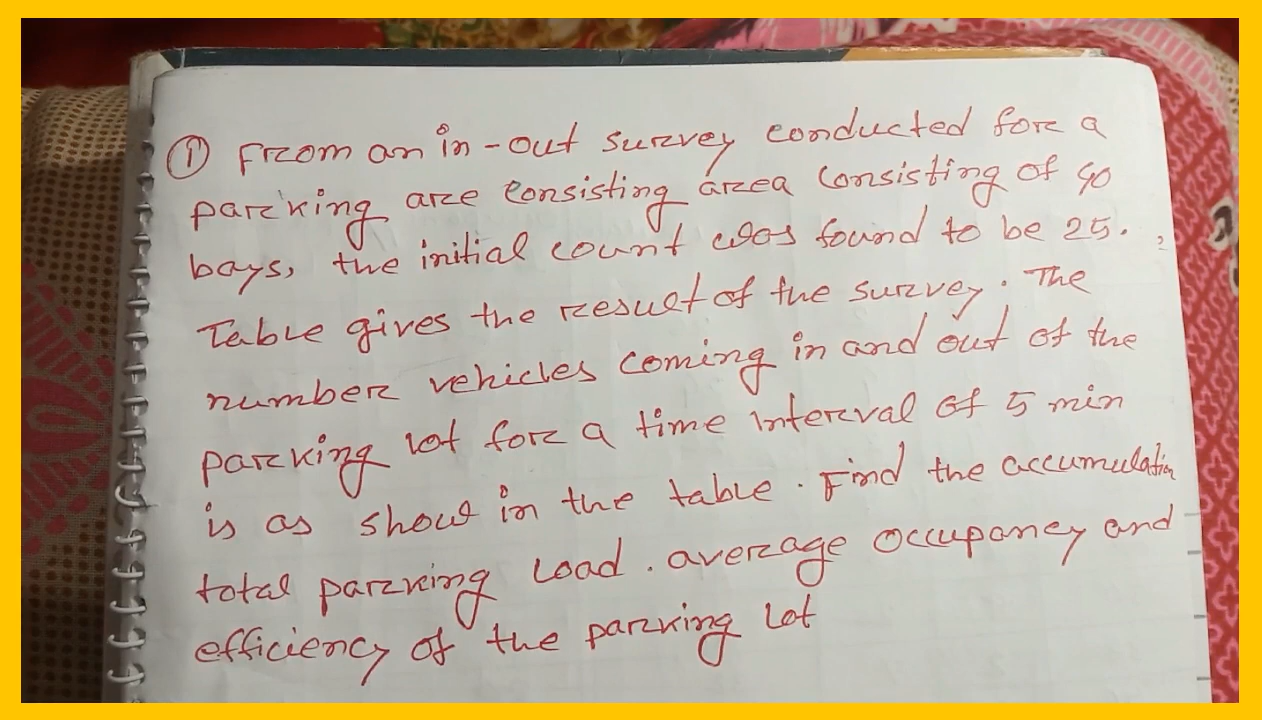 ① From an in-out survey conducted for a
parking are consisting area consisting of 40
bays, the initial count was found to be 25.
Table gives the result of the survey. The
number vehicles coming in and out of the
parking lot for a time interval of 5 min
is as show in the table. Find the accumulation
total parking load. average occupancy and
efficiency of the parking lot